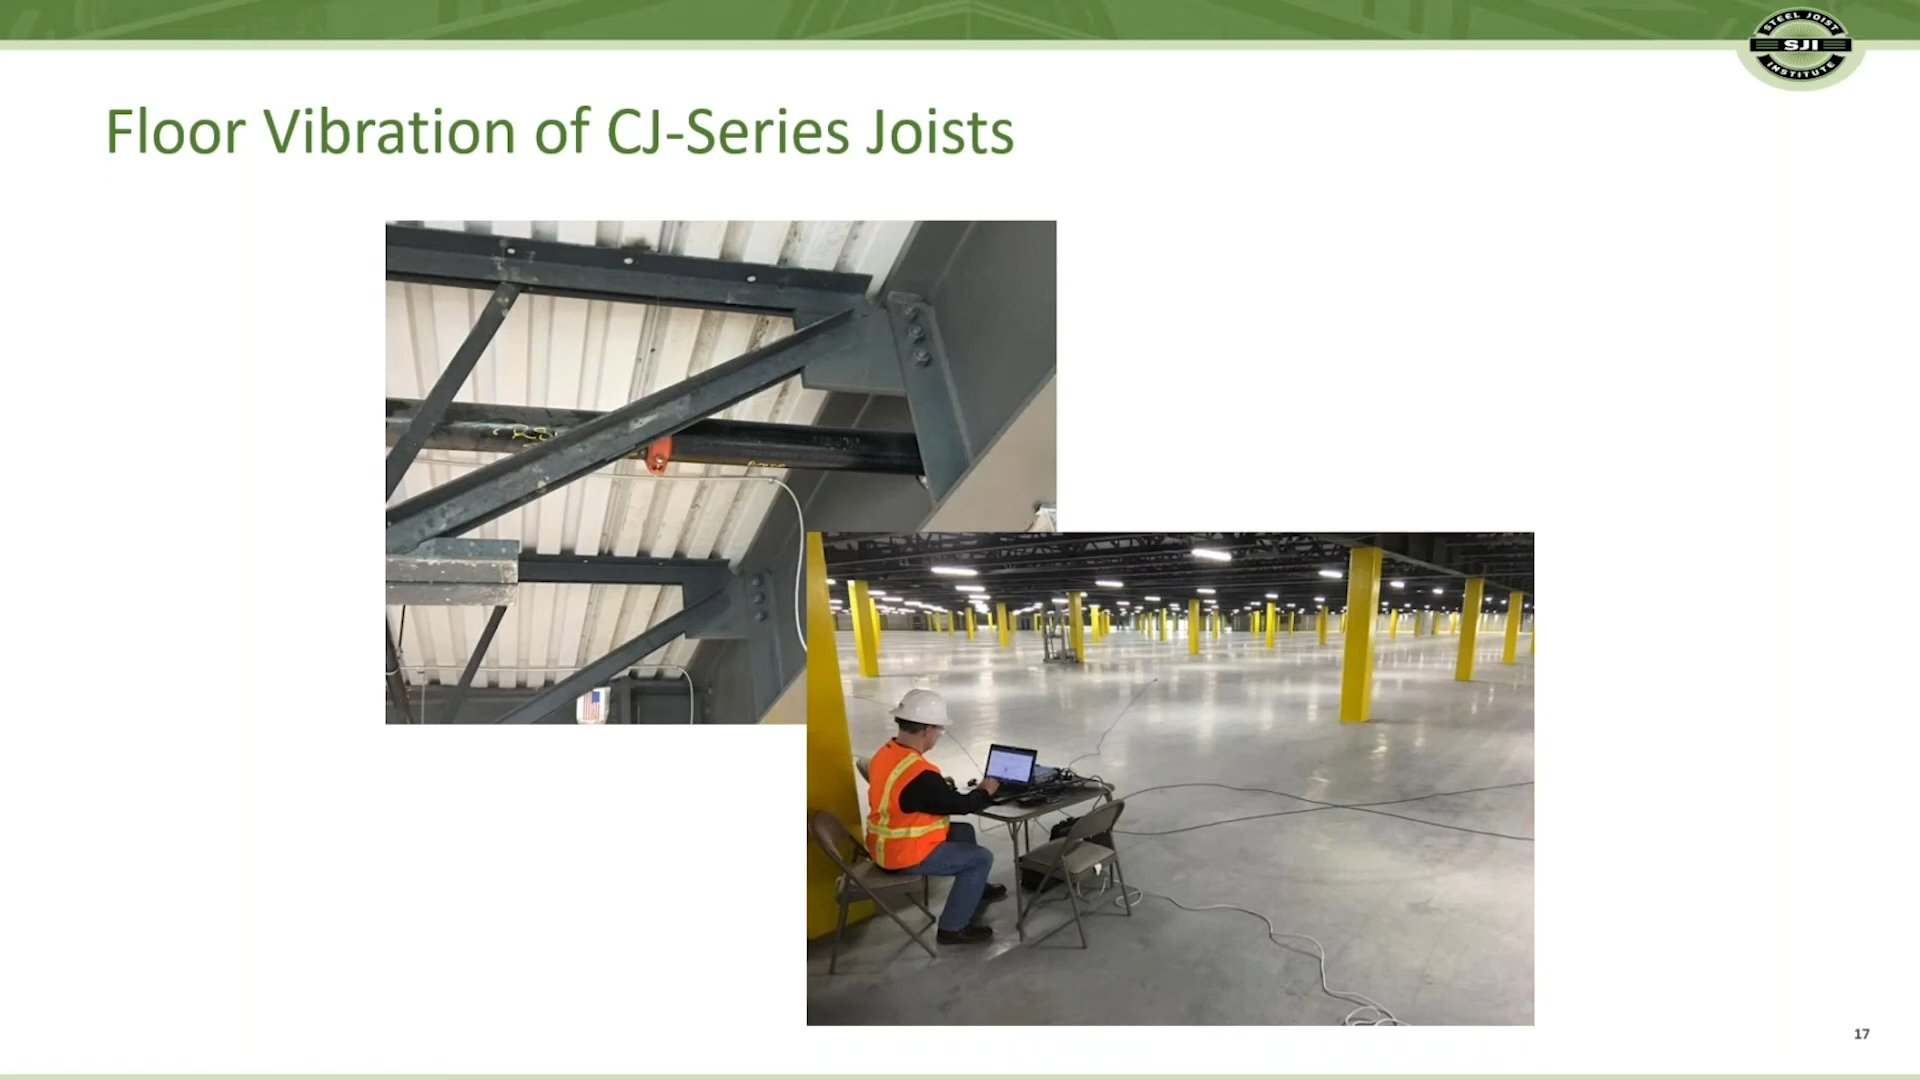 STEEL JOIST
SJI
INSTITUTE
Floor Vibration of CJ-Series Joists
17